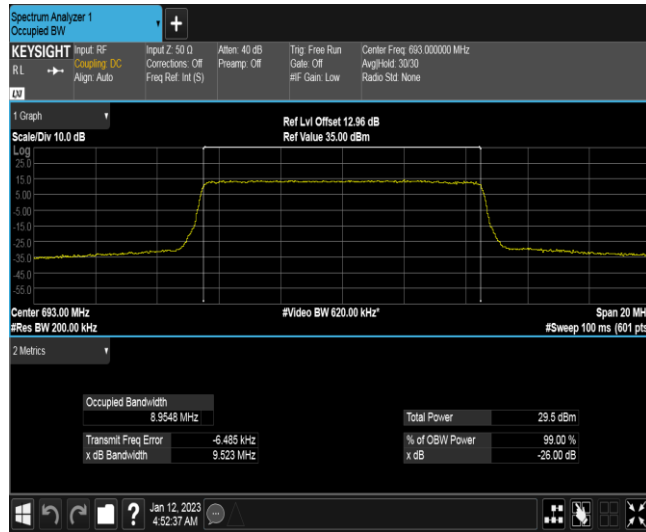 Spectrum Analyzer 1
Occupied BW
+
KEYSIGHT
RL
LXI
Input: RF
Coupling: DC
Align: Auto
Input Z: 50 Ω
Corrections: Off
Freq Ref: Int (S)
Atten: 40 dB
Preamp: Off
Trig: Free Run
Gate: Off
#IF Gain: Low
Center Freq: 693.000000 MHz
Avg|Hold: 30/30
Radio Std: None
1 Graph
Scale/Div 10.0 dB
Ref Lvl Offset 12.96 dB
Ref Value 35.00 dBm
Log
25.0
15.0
5.00
-5.00
-15.0
-25.0
-35.0
-45.0
-55.0
Center 693.00 MHz
#Res BW 200.00 kHz
#Video BW 620.00 kHz*
Span 20 MH
#Sweep 100 ms (601 pts
2 Metrics
Occupied Bandwidth
8.9548 MHz
Transmit Freq Error -6.485 kHz
x dB Bandwidth 9.523 MHz
Total Power 29.5 dBm
% of OBW Power 99.00 %
x dB -26.00 dB
?
Jan 12, 2023
4:52:37 AM